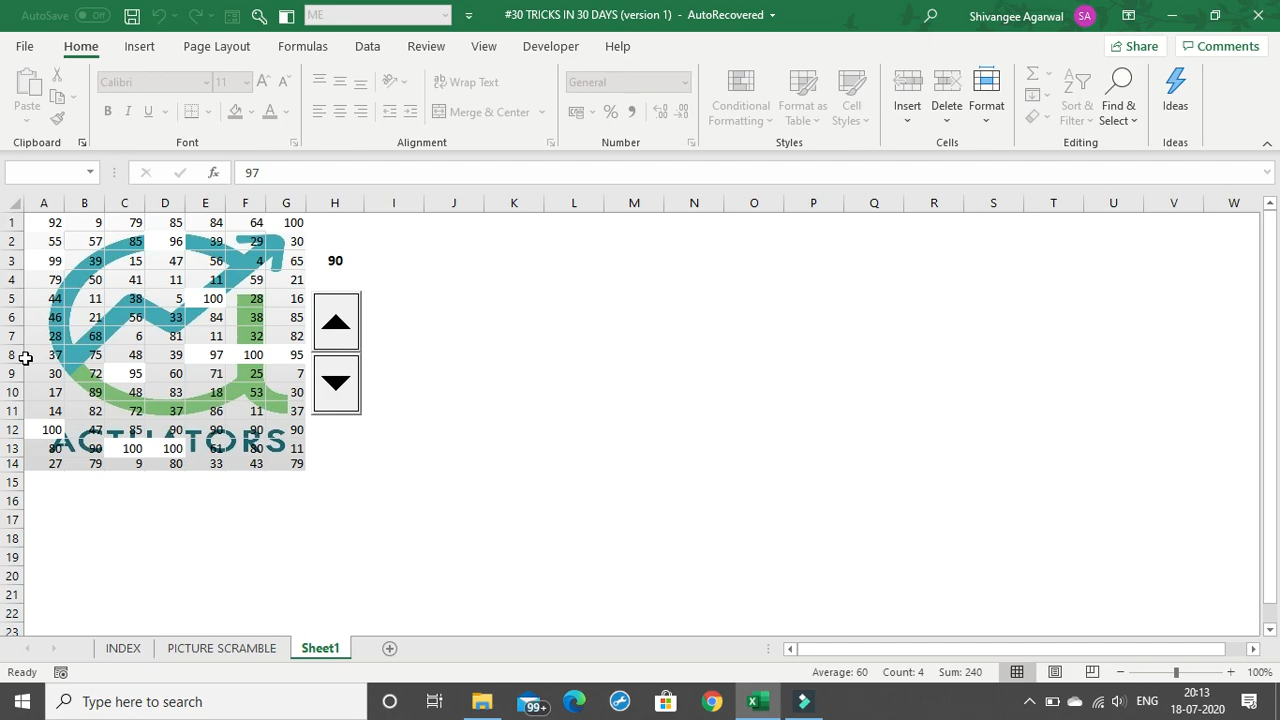 AutoSave Off ME #30 TRICKS IN 30 DAYS (version 1) - AutoRecovered Shivangee Agarwal SA
File Home Insert Page Layout Formulas Data Review View Developer Help Share Comments
Paste Calibri 11 Wrap Text Merge & Center General Conditional Formatting Format as Table Cell Styles Insert Delete Format Sort & Filter Find & Select Ideas
Clipboard Font Alignment Number Styles Cells Editing Ideas
97
A B C D E F G H I J K L M N O P Q R S T U V W
1 92 9 79 85 84 64 100
2 55 57 85 96 39 29 30
3 99 39 15 47 56 4 65 90
4 79 50 41 11 11 59 21
5 44 11 38 5 100 28 16
6 46 21 56 33 84 38 85
7 28 68 6 81 11 32 82
8 37 75 48 39 97 100 95
9 30 72 95 60 71 25 7
10 17 89 48 83 18 53 30
11 14 82 72 37 86 11 37
12 100 47 85 90 90 90 90
ACTUATORS
13 80 90 100 100 61 80 11
14 27 79 9 80 33 43 79
15
16
17
18
19
20
21
22
23
INDEX PICTURE SCRAMBLE Sheet1
Ready Average: 60 Count: 4 Sum: 240 100%
Type here to search 99+ ENG 20:13
18-07-2020